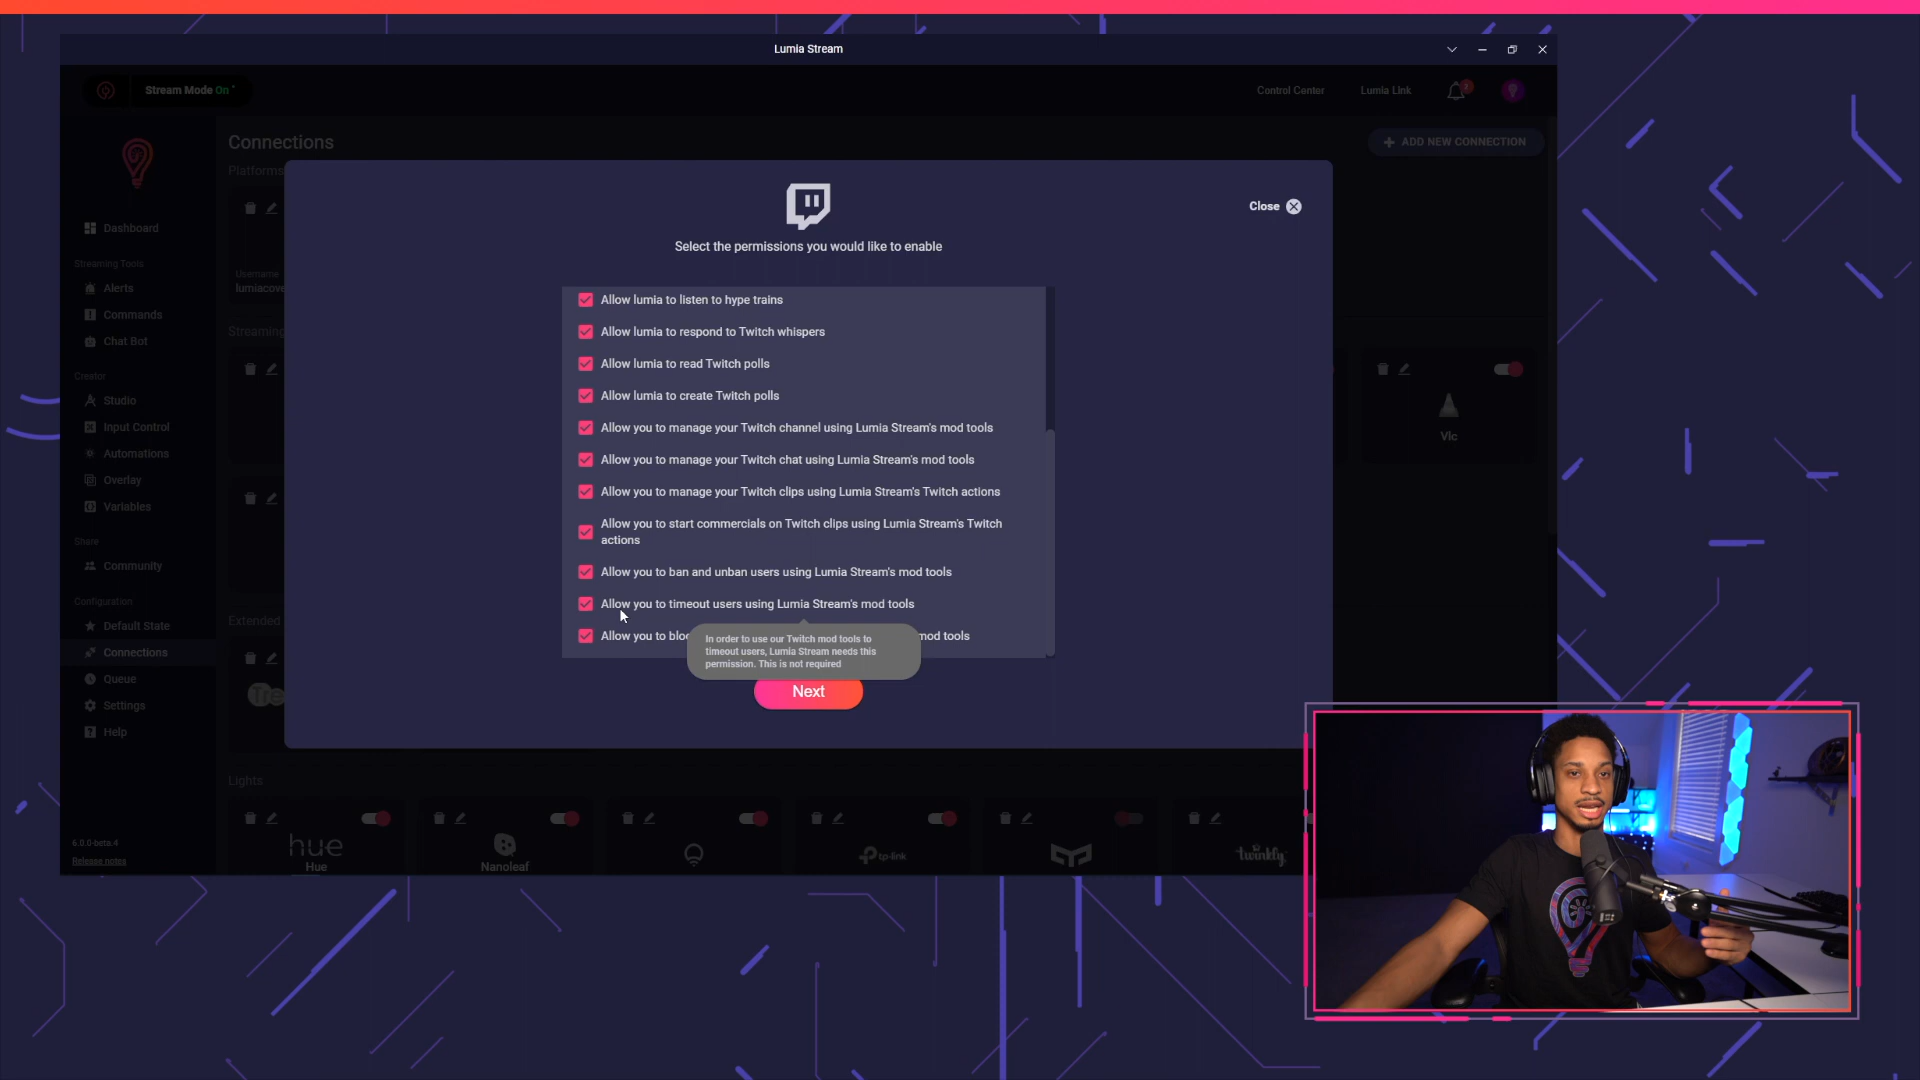 Lumia Stream
Stream Mode On
Control Center
Lumia Link
Connections
ADD NEW CONNECTION
Platforms
Close
Select the permissions you would like to enable
Dashboard
Streaming Tools
Alerts
Commands
Chat Bot
Creator
Studio
Input Control
Automations
Overlay
Variables
Share
Community
Configuration
Default State
Connections
Queue
Settings
Help
6.0.0-beta.4
Release notes
Username
lumiacove
Streaming
Extended
Tre
Allow lumia to listen to hype trains
Allow lumia to respond to Twitch whispers
Allow lumia to read Twitch polls
Allow lumia to create Twitch polls
Allow you to manage your Twitch channel using Lumia Stream's mod tools
Allow you to manage your Twitch chat using Lumia Stream's mod tools
Allow you to manage your Twitch clips using Lumia Stream's Twitch actions
Allow you to start commercials on Twitch clips using Lumia Stream's Twitch
actions
Allow you to ban and unban users using Lumia Stream's mod tools
Allow you to timeout users using Lumia Stream's mod tools
Allow you to bloc mod tools
In order to use our Twitch mod tools to
timeout users, Lumia Stream needs this
permission. This is not required
Next
Vlc
Lights
hue
Hue
Nanoleaf
tp-link
twinkly